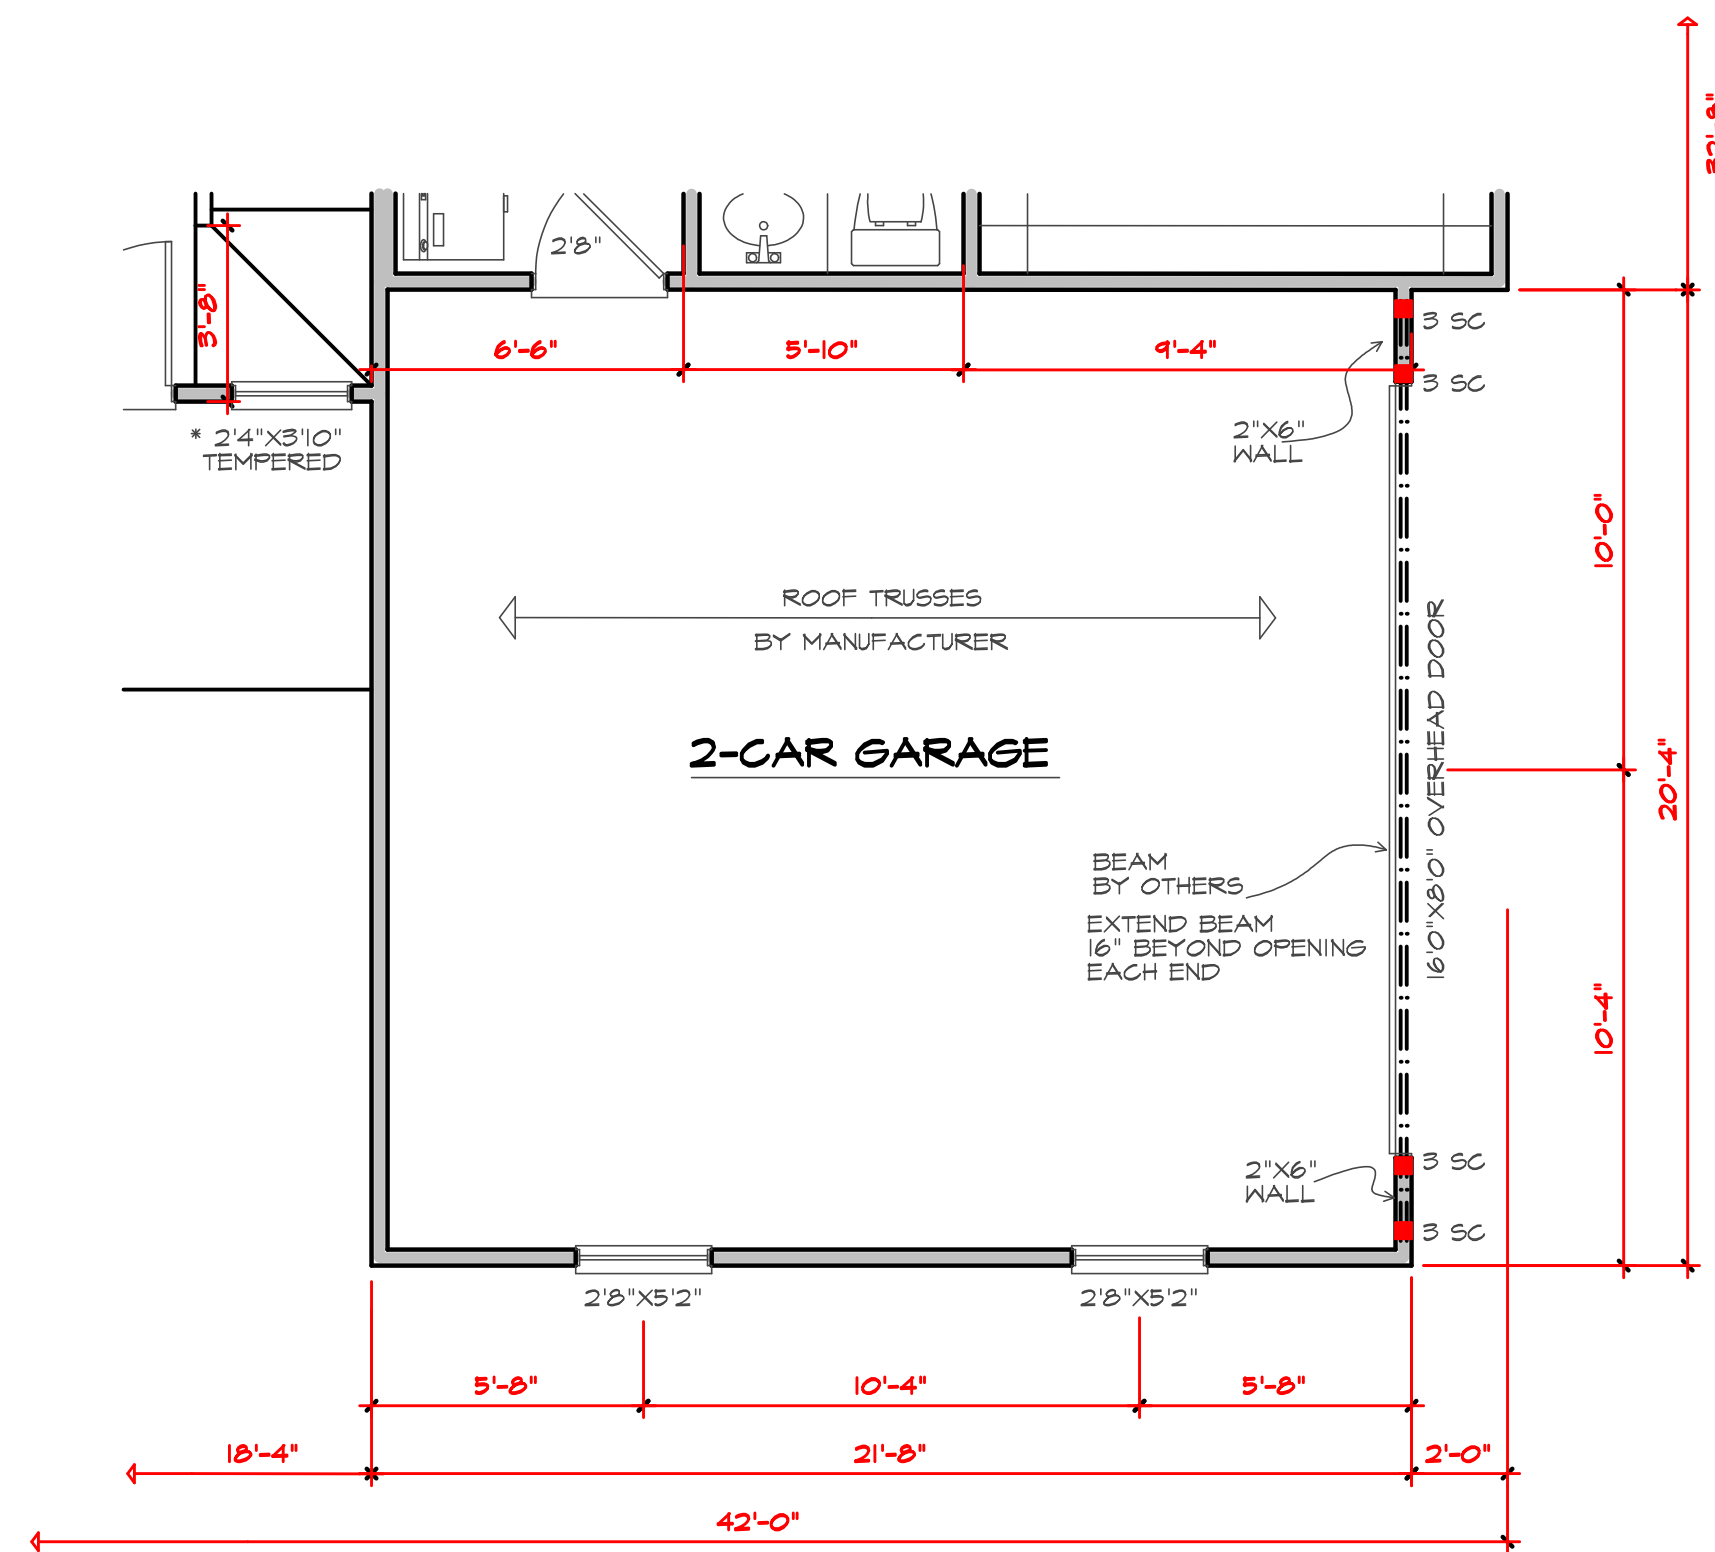 2'8"
3'-8"
3 SC
6'-6"
5'-10"
9'-4"
3 SC
2"X6"
WALL
* 2'4"X3'10"
TEMPERED
10'-0"
ROOF TRUSSES
BY MANUFACTURER
2-CAR GARAGE
16'0"X8'0" OVERHEAD DOOR
20'-4"
BEAM
BY OTHERS
EXTEND BEAM
16" BEYOND OPENING
EACH END
10'-4"
3 SC
2"X6"
WALL
3 SC
2'8"X5'2"
2'8"X5'2"
5'-8"
10'-4"
5'-8"
18'-4"
21'-8"
2'-0"
42'-0"